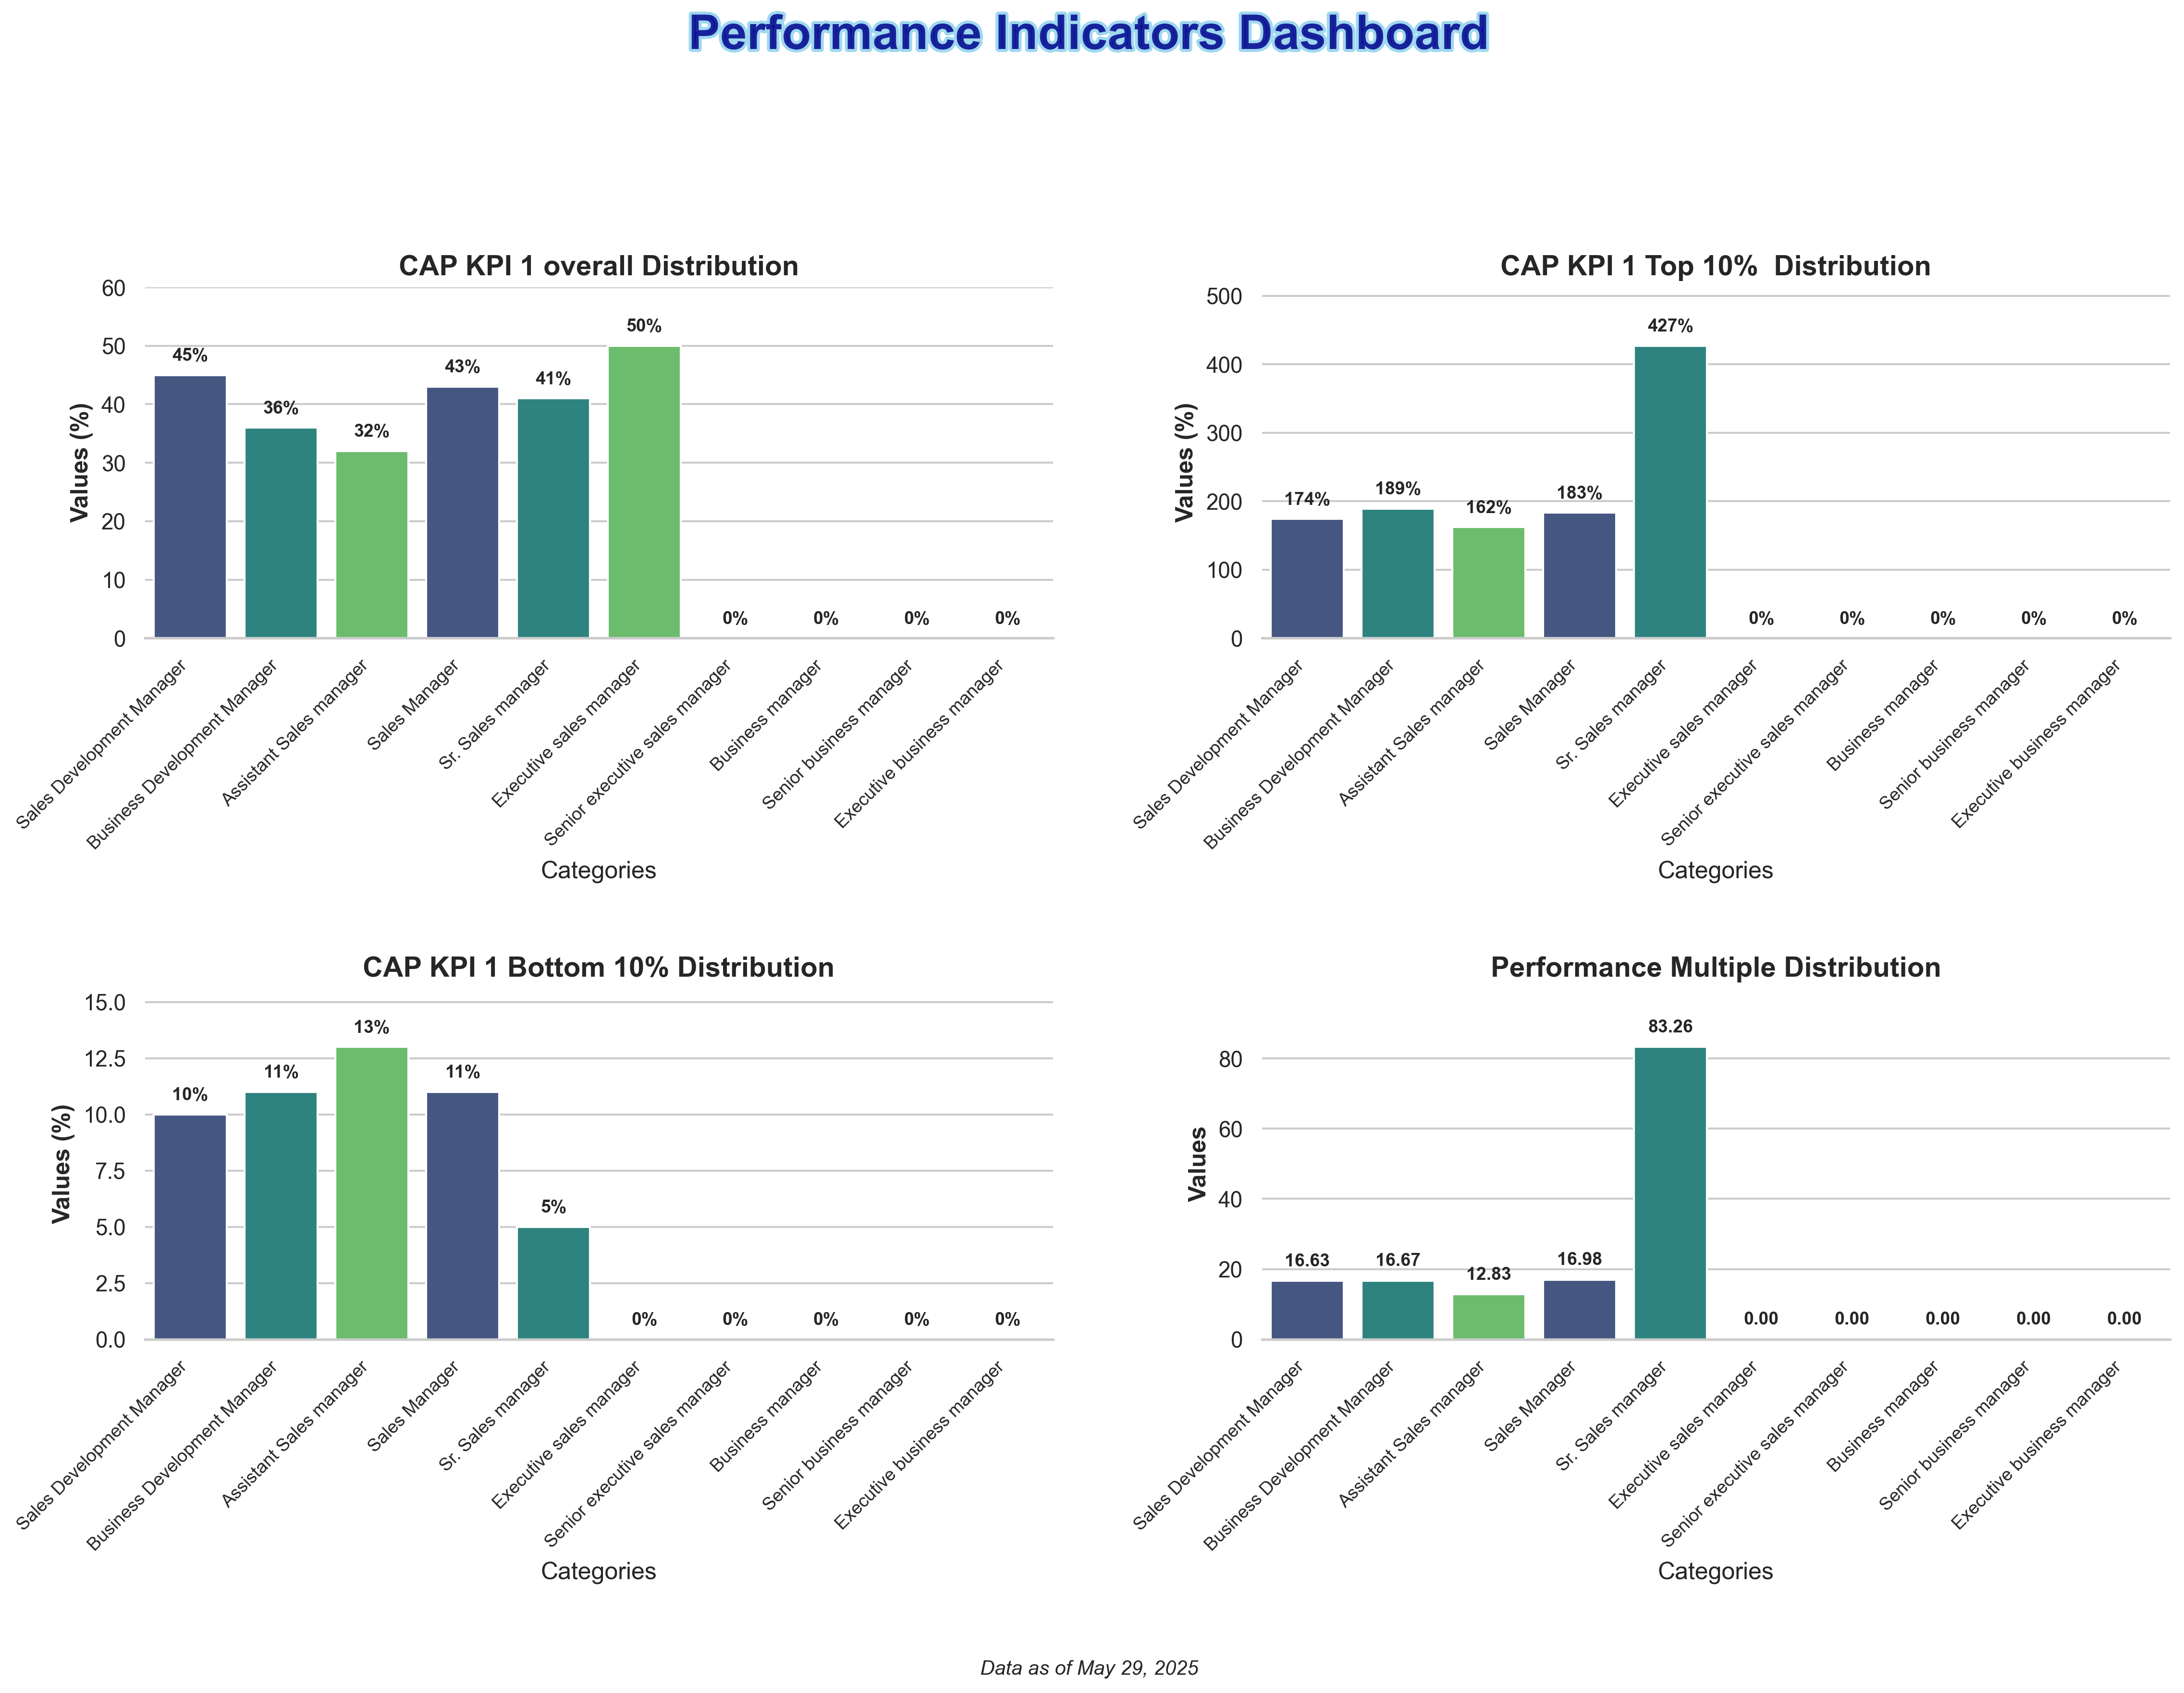 Performance Indicators Dashboard
CAP KPI 1 overall Distribution
Values (%)
60
50
40
30
20
10
0
45%
36%
32%
43%
41%
50%
0%
0%
0%
0%
Sales Development Manager
Business Development Manager
Assistant Sales manager
Sales Manager
Sr. Sales manager
Executive sales manager
Senior executive sales manager
Business manager
Senior business manager
Executive business manager
Categories
CAP KPI 1 Top 10%  Distribution
Values (%)
500
400
300
200
100
0
174%
189%
162%
183%
427%
0%
0%
0%
0%
0%
Sales Development Manager
Business Development Manager
Assistant Sales manager
Sales Manager
Sr. Sales manager
Executive sales manager
Senior executive sales manager
Business manager
Senior business manager
Executive business manager
Categories
CAP KPI 1 Bottom 10% Distribution
Values (%)
15.0
12.5
10.0
7.5
5.0
2.5
0.0
10%
11%
13%
11%
5%
0%
0%
0%
0%
0%
Sales Development Manager
Business Development Manager
Assistant Sales manager
Sales Manager
Sr. Sales manager
Executive sales manager
Senior executive sales manager
Business manager
Senior business manager
Executive business manager
Categories
Performance Multiple Distribution
Values
80
60
40
20
0
16.63
16.67
12.83
16.98
83.26
0.00
0.00
0.00
0.00
0.00
Sales Development Manager
Business Development Manager
Assistant Sales manager
Sales Manager
Sr. Sales manager
Executive sales manager
Senior executive sales manager
Business manager
Senior business manager
Executive business manager
Categories
Data as of May 29, 2025